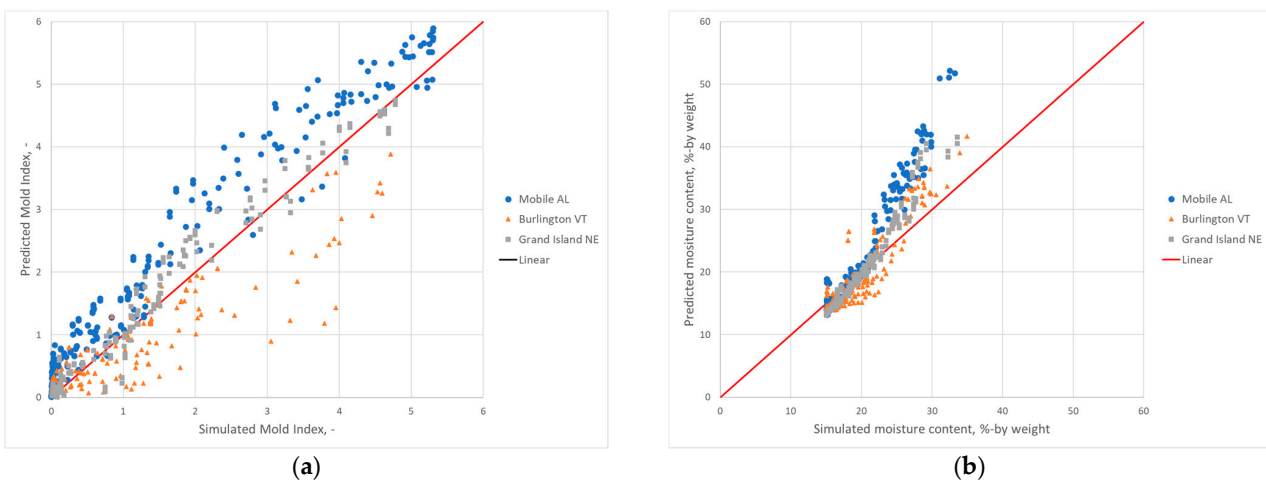 6
5
4
3
2
1
0
Predicted Mold Index, -
0 1 2 3 4 5 6
Simulated Mold Index, -
Mobile AL
Burlington VT
Grand Island NE
Linear
(a)
60
50
40
30
20
10
0
Predicted mositure content, %-by weight
0 10 20 30 40 50 60
Simulated moisture content, %-by weight
Mobile AL
Burlington VT
Grand Island NE
Linear
(b)